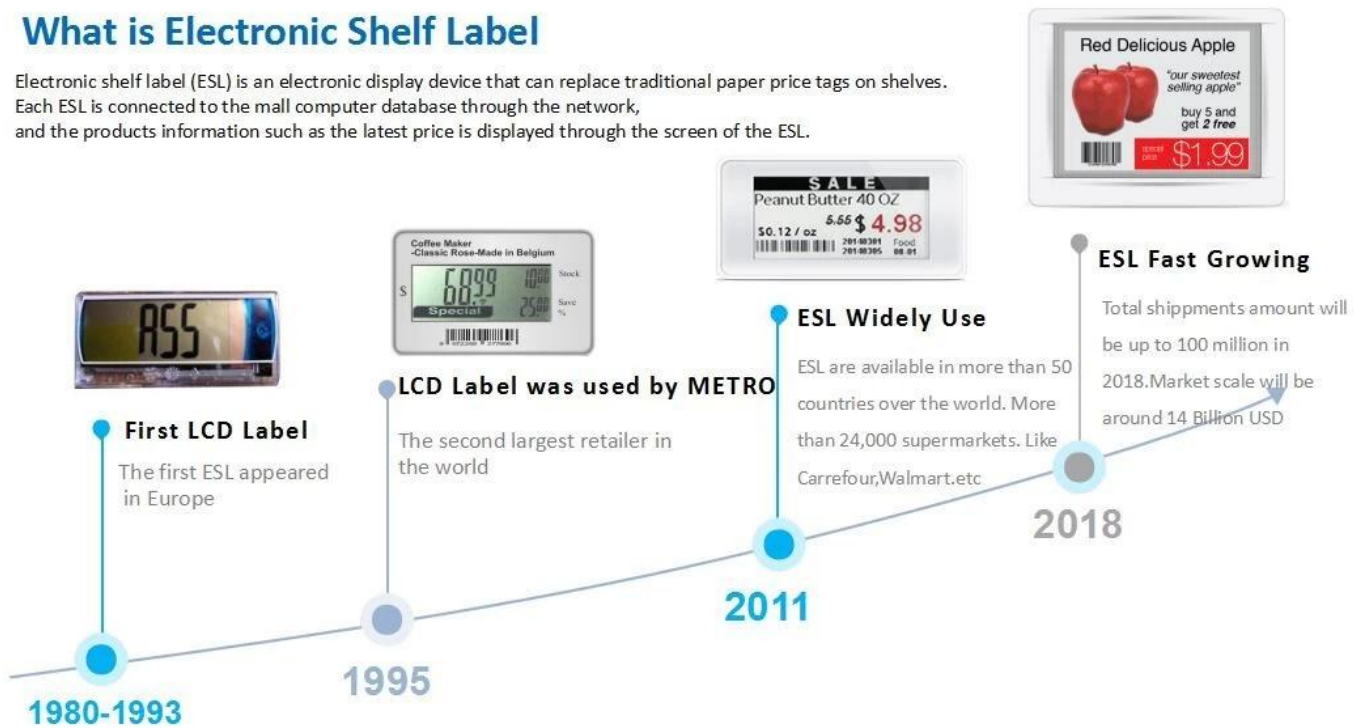 What is Electronic Shelf Label
Electronic shelf label (ESL) is an electronic display device that can replace traditional paper price tags on shelves.
Each ESL is connected to the mall computer database through the network,
and the products information such as the latest price is displayed through the screen of the ESL.
Red Delicious Apple
"our sweetest
selling apple"
buy 5 and
get 2 free
special
price
$1.99
SALE
Peanut Butter 40 OZ
5.55 $ 4.98
$0.12 / oz
Food
Coffee Maker
-Classic Rose-Made in Belgium
$ 68.99
Stock
Special
Save
%
ASS
First LCD Label
The first ESL appeared
in Europe
1980-1993
LCD Label was used by METRO
The second largest retailer in
the world
1995
ESL Widely Use
ESL are available in more than 50
countries over the world. More
than 24,000 supermarkets. Like
Carrefour,Walmart.etc
2011
ESL Fast Growing
Total shippments amount will
be up to 100 million in
2018.Market scale will be
around 14 Billion USD
2018